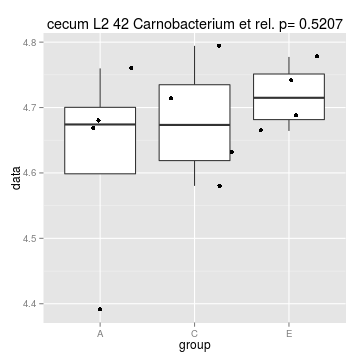 cecum L2 42 Carnobacterium et rel. p= 0.5207
4.8
4.7
4.6
4.5
4.4
data
A C E
group